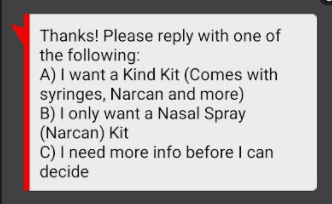 Thanks! Please reply with one of
the following:
A) I want a Kind Kit (Comes with
syringes, Narcan and more)
B) I only want a Nasal Spray
(Narcan) Kit
C) I need more info before I can
decide